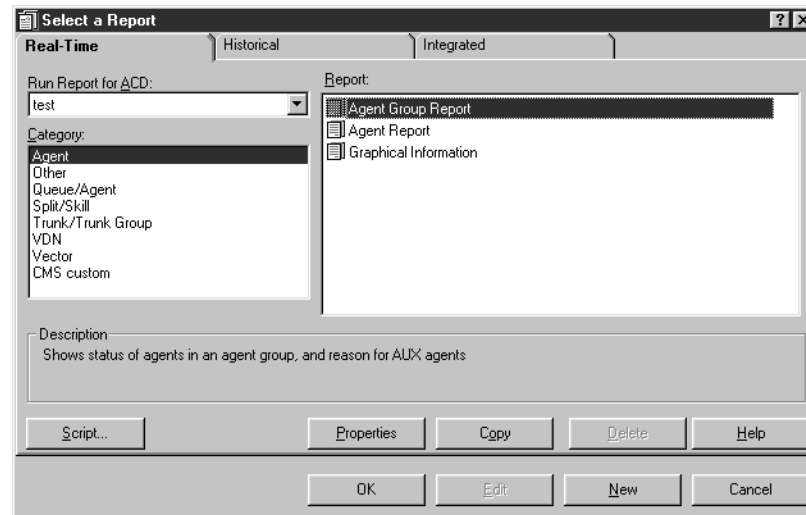 Select a Report
Real-Time Historical Integrated
Run Report for ACD:
test
Category:
Agent
Other
Queue/Agent
Split/Skill
Trunk/Trunk Group
VDN
Vector
CMS custom
Report:
Agent Group Report
Agent Report
Graphical Information
Description
Shows status of agents in an agent group, and reason for AUX agents
Script... Properties Copy Delete Help
OK Edit New Cancel